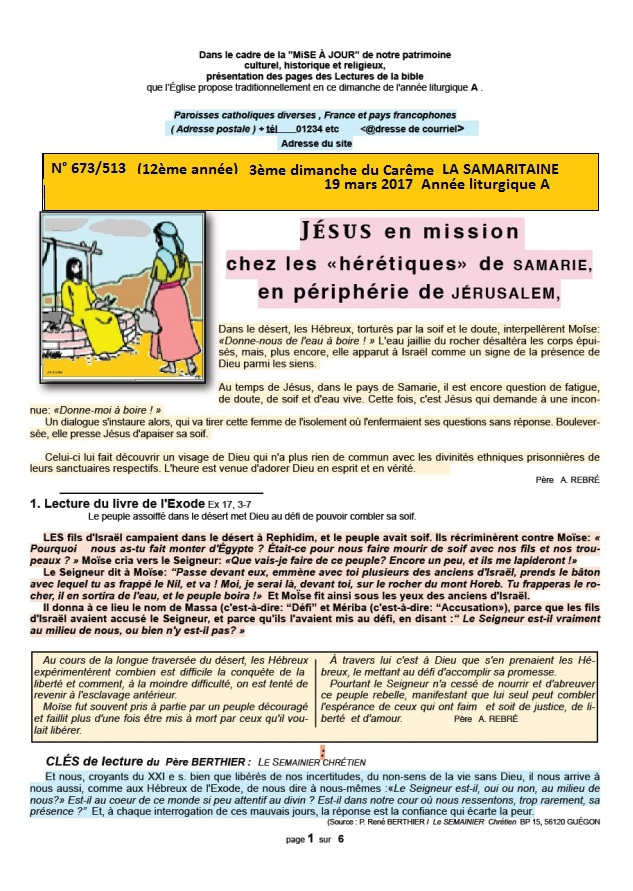 Dans le cadre de la "MiSE À JOUR" de notre patrimoine
culturel, historique et religieux,
présentation des pages des Lectures de la bible
que l'Église propose traditionnellement en ce dimanche de l'année liturgique A .
Paroisses catholiques diverses , France et pays francophones
( Adresse postale ) + tél 01234 etc <@dresse de courriel>
Adresse du site
N° 673/513 (12ème année) 3ème dimanche du Carême LA SAMARITAINE
19 mars 2017 Année liturgique A
JÉSUS en mission
chez les «hérétiques» de SAMARIE,
en périphérie de JÉRUSALEM,
Dans le désert, les Hébreux, torturés par la soif et le doute, interpellèrent Moïse:
«Donne-nous de l'eau à boire ! » L'eau jaillie du rocher désaltéra les corps épui-
sés, mais, plus encore, elle apparut à Israël comme un signe de la présence de
Dieu parmi les siens.
Au temps de Jésus, dans le pays de Samarie, il est encore question de fatigue,
de doute, de soif et d'eau vive. Cette fois, c'est Jésus qui demande à une incon-
nue: «Donne-moi à boire ! »
Un dialogue s'instaure alors, qui va tirer cette femme de l'isolement où l'enfermaient ses questions sans réponse. Boulever-
sée, elle presse Jésus d'apaiser sa soif.
Celui-ci lui fait découvrir un visage de Dieu qui n'a plus rien de commun avec les divinités ethniques prisonnières de
leurs sanctuaires respectifs. L'heure est venue d'adorer Dieu en esprit et en vérité.
Père A. REBRÉ
1. Lecture du livre de l'Exode Ex 17, 3-7
Le peuple assoiffé dans le désert met Dieu au défi de pouvoir combler sa soif.
LES fils d'Israël campaient dans le désert à Rephidim, et le peuple avait soif. Ils récriminèrent contre Moïse: «
Pourquoi nous as-tu fait monter d'Égypte ? Était-ce pour nous faire mourir de soif avec nos fils et nos trou-
peaux ? » Moïse cria vers le Seigneur: «Que vais-je faire de ce peuple? Encore un peu, et ils me lapideront !»
Le Seigneur dit à Moïse: “Passe devant eux, emmène avec toi plusieurs des anciens d'Israël, prends le bâton
avec lequel tu as frappé le Nil, et va ! Moi, je serai là, devant toi, sur le rocher du mont Horeb. Tu frapperas le ro-
cher, il en sortira de l'eau, et le peuple boira !» Et MoÏse fit ainsi sous les yeux des anciens d'Israël.
Il donna à ce lieu le nom de Massa (c'est-à-dire: “Défi” et Mériba (c'est-à-dire: “Accusation»), parce que les fils
d'Israël avaient accusé le Seigneur, et parce qu'ils l'avaient mis au défi, en disant :“ Le Seigneur est-il vraiment
au milieu de nous, ou bien n'y est-il pas? »
Au cours de la longue traversée du désert, les Hébreux
expérimentèrent combien est difficile la conquête de la
liberté et comment, à la moindre difficulté, on est tenté de
revenir à l'esclavage antérieur.
Moïse fut souvent pris à partie par un peuple découragé
et faillit plus d'une fois être mis à mort par ceux qu'il vou-
lait libérer.
À travers lui c'est à Dieu que s'en prenaient les Hé-
breux, le mettant au défi d'accomplir sa promesse.
Pourtant le Seigneur n'a cessé de nourrir et d'abreuver
ce peuple rebelle, manifestant que lui seul peut combler
l'espérance de ceux qui ont faim et soit de justice, de li-
berté et d'amour. Père A. REBRÉ
:
CLÉS de lecture du Père BERTHIER : LE SEMAINIER CHRÉTIEN
Et nous, croyants du XXI e s. bien que libérés de nos incertitudes, du non-sens de la vie sans Dieu, il nous arrive à
nous aussi, comme aux Hébreux de l'Exode, de nous dire à nous-mêmes :«Le Seigneur est-il, oui ou non, au milieu de
nous?» Est-il au coeur de ce monde si peu attentif au divin ? Est-il dans notre cour où nous ressentons, trop rarement, sa
présence ?” Et, à chaque interrogation de ces mauvais jours, la réponse est la confiance qui écarte la peur.
(Source : P. René BERTHIER / Le SEMAINIER Chrétien BP 15, 56120 GUÉGON
page 1 sur 6